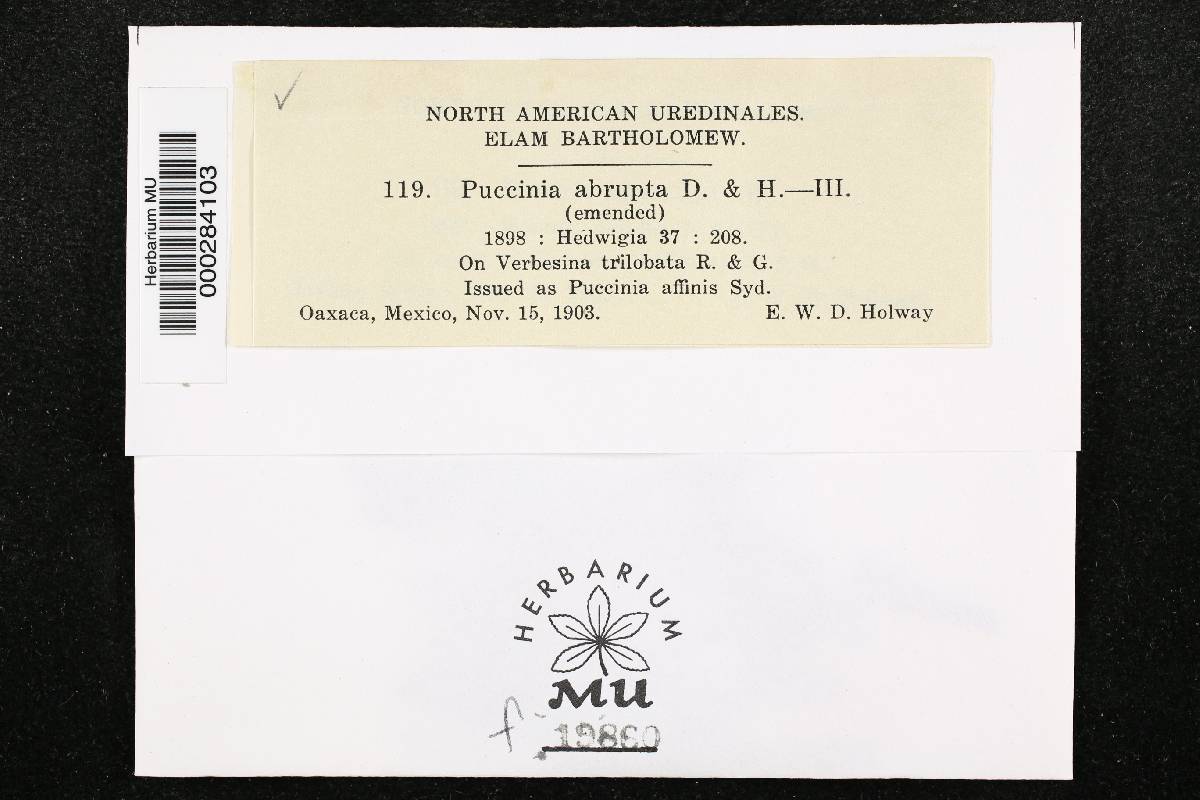 NORTH AMERICAN UREDINALES.
ELAM BARTHOLOMEW.
119. Puccinia abrupta D. & H.—III.
(emended)
1898 : Hedwigia 37 : 208.
On Verbesina trilobata R. & G.
Issued as Puccinia affinis Syd.
Oaxaca, Mexico, Nov. 15, 1903. E. W. D. Holway
Herbarium MU
000284103
HERBARIUM
MU
f. 19860